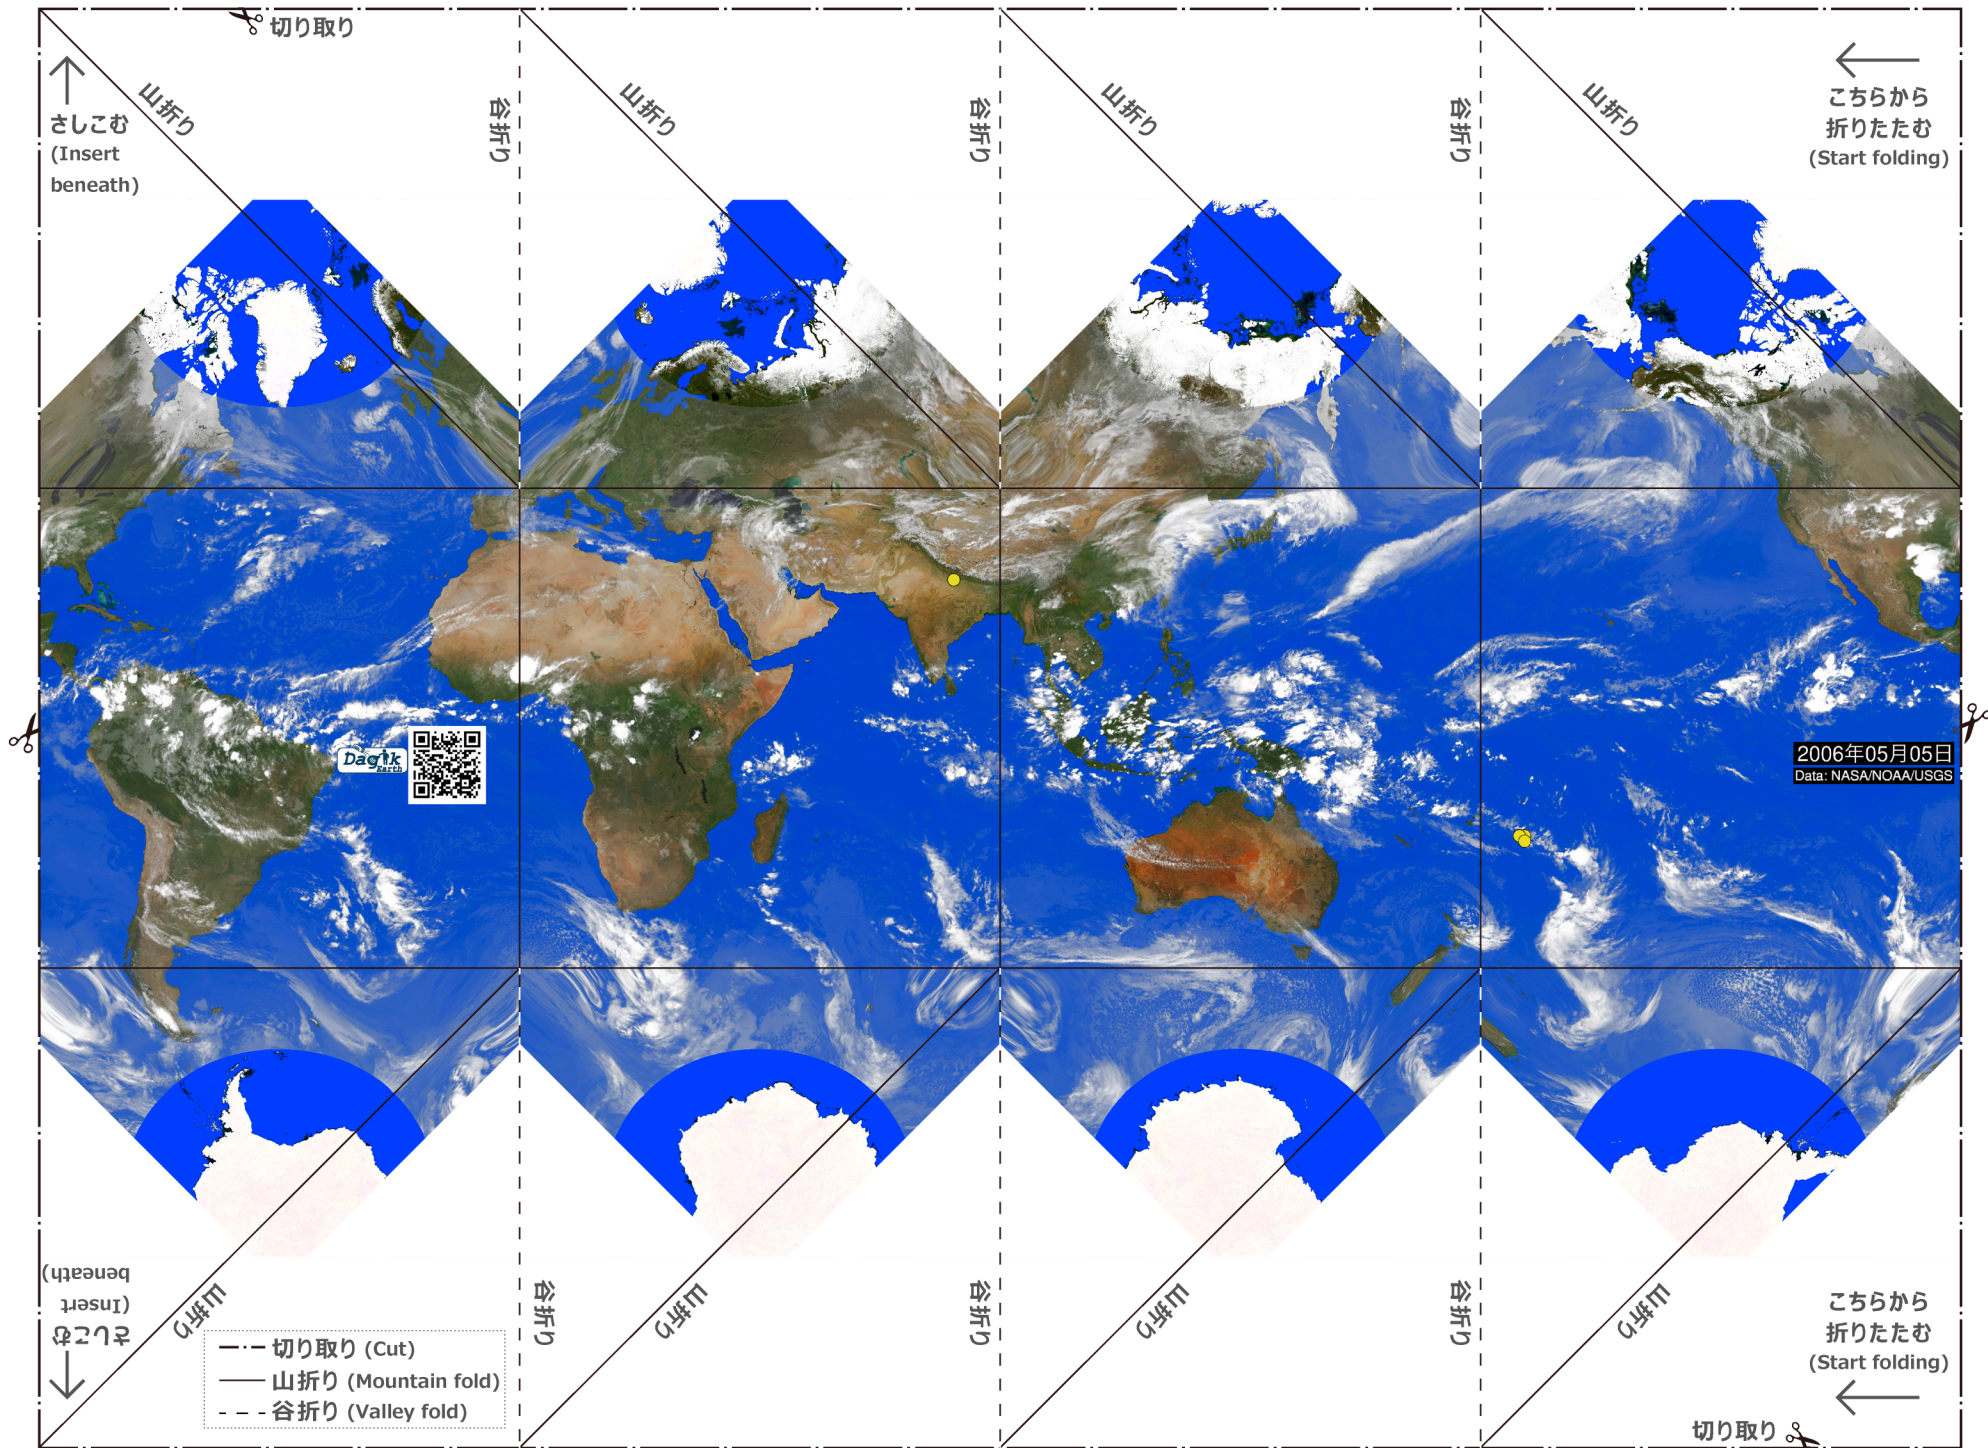 切り取り
山折り
山折り
山折り
山折り
谷折り
谷折り
谷折り
さしこむ
(Insert
beneath)
こちらから
折りたたむ
(Start folding)
Dagik
Earth
2006年05月05日
Data: NASA/NOAA/USGS
さしこむ
(Insert
beneath)
山折り
山折り
山折り
山折り
谷折り
谷折り
谷折り
こちらから
折りたたむ
(Start folding)
切り取り (Cut)
山折り (Mountain fold)
谷折り (Valley fold)
切り取り